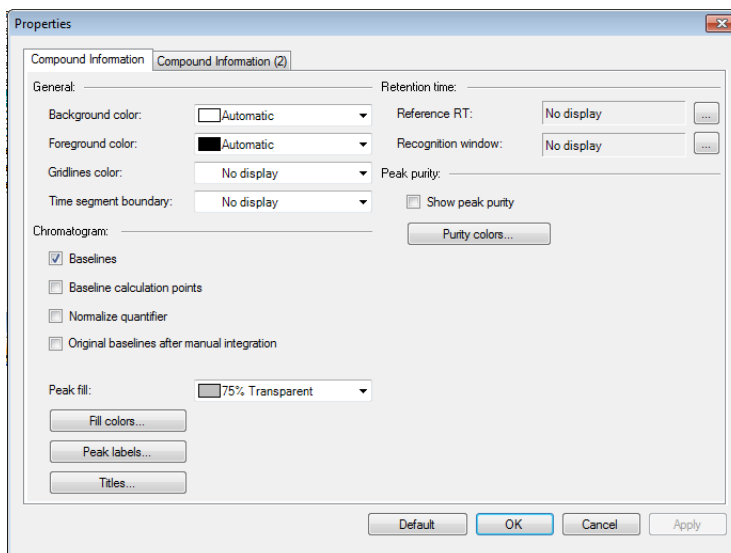 Properties
Compound Information
Compound Information (2)
General:
Background color: Automatic
Foreground color: Automatic
Gridlines color: No display
Time segment boundary: No display
Chromatogram:
Baselines
Baseline calculation points
Normalize quantifier
Original baselines after manual integration
Peak fill: 75% Transparent
Fill colors...
Peak labels...
Titles...
Retention time:
Reference RT: No display ...
Recognition window: No display ...
Peak purity:
Show peak purity
Purity colors...
Default
OK
Cancel
Apply